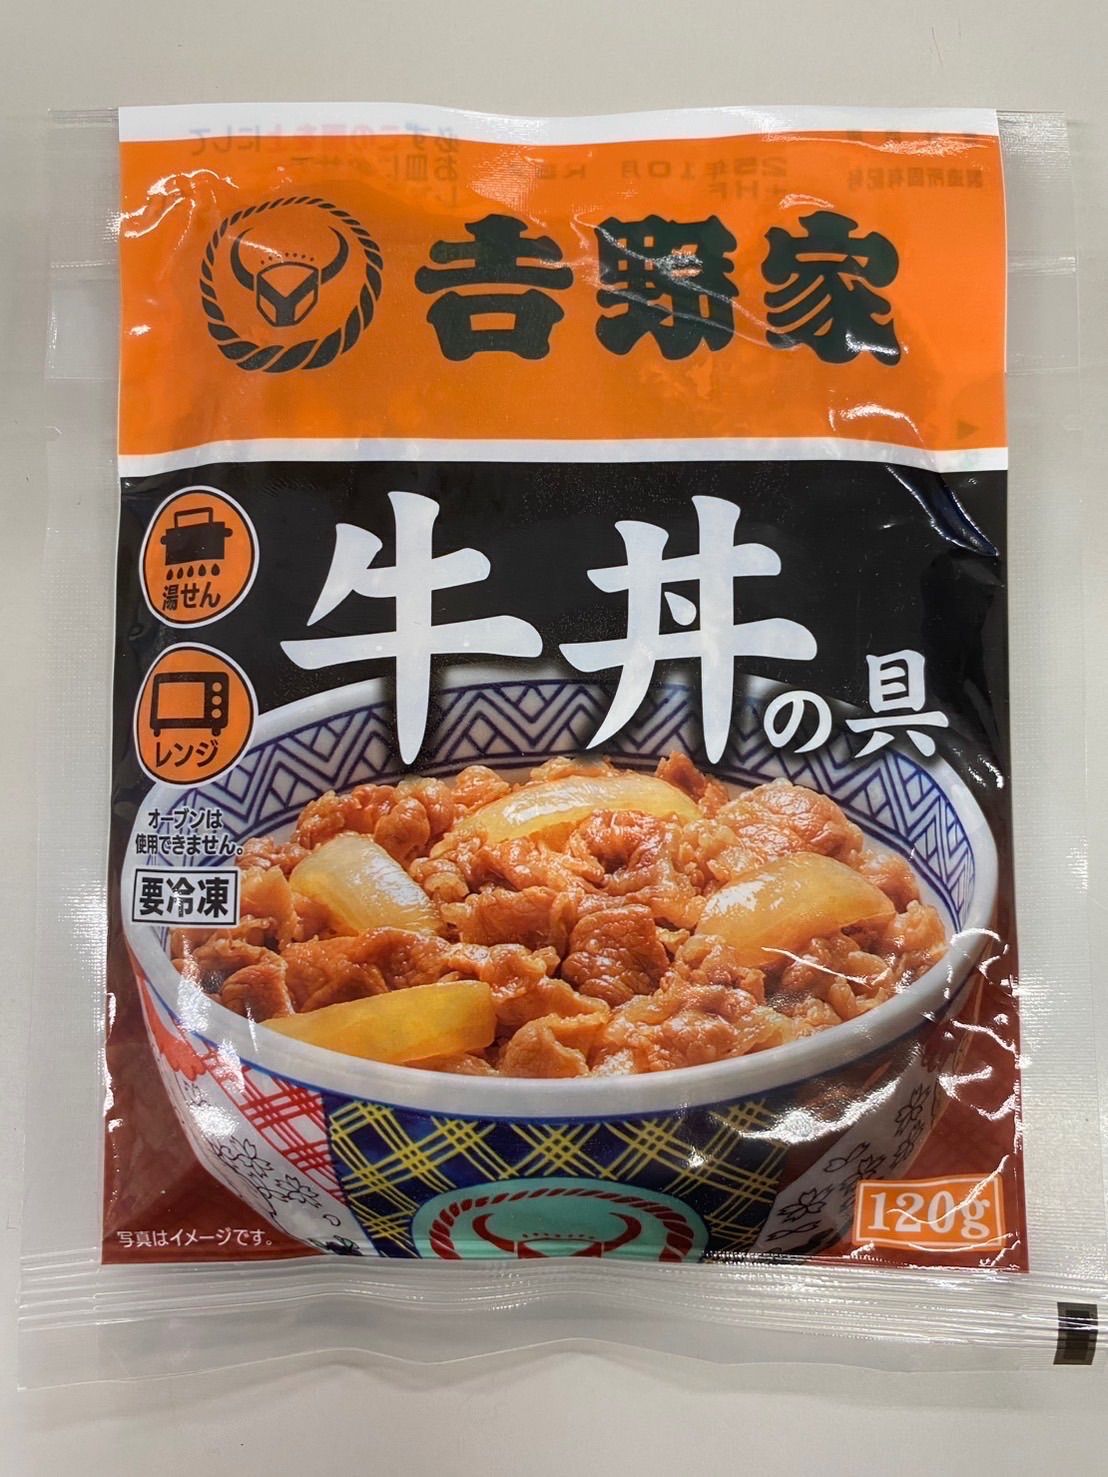 吉野家
湯せん
牛丼の具
レンジ
オーブンは
使用できません。
要冷凍
写真はイメージです。
120g